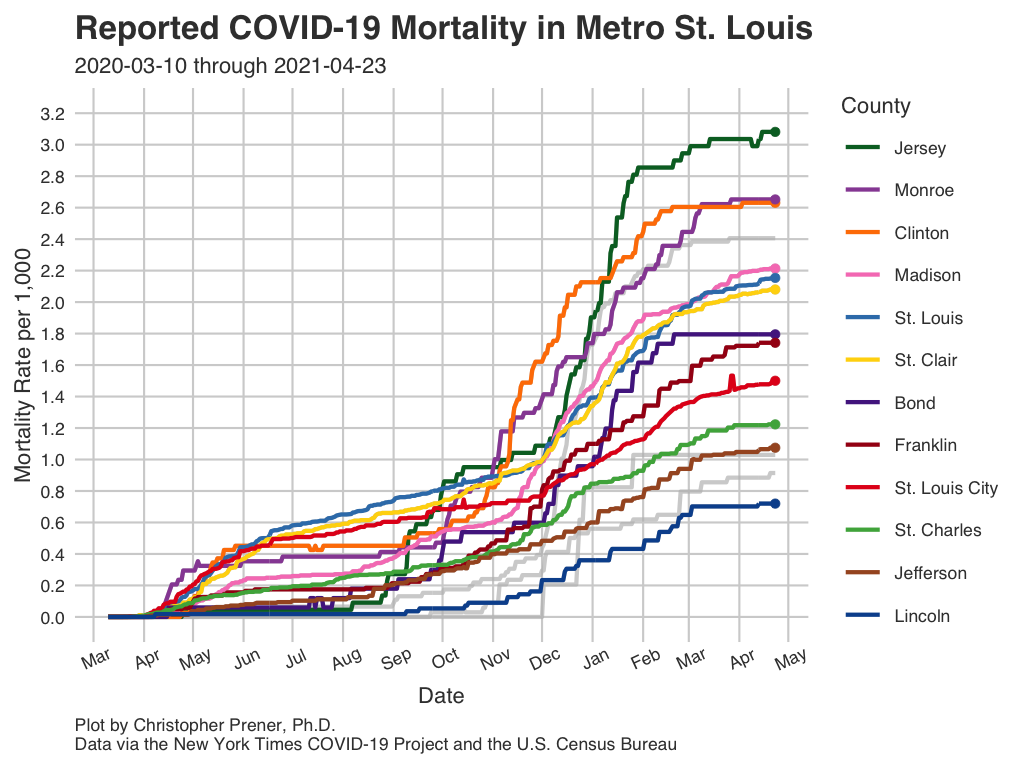 Reported COVID-19 Mortality in Metro St. Louis
2020-03-10 through 2021-04-23
Mortality Rate per 1,000
3.2
3.0
2.8
2.6
2.4
2.2
2.0
1.8
1.6
1.4
1.2
1.0
0.8
0.6
0.4
0.2
0.0
Mar Apr May Jun Jul Aug Sep Oct Nov Dec Jan Feb Mar Apr May
Date
County
Jersey
Monroe
Clinton
Madison
St. Louis
St. Clair
Bond
Franklin
St. Louis City
St. Charles
Jefferson
Lincoln
Plot by Christopher Prener, Ph.D.
Data via the New York Times COVID-19 Project and the U.S. Census Bureau